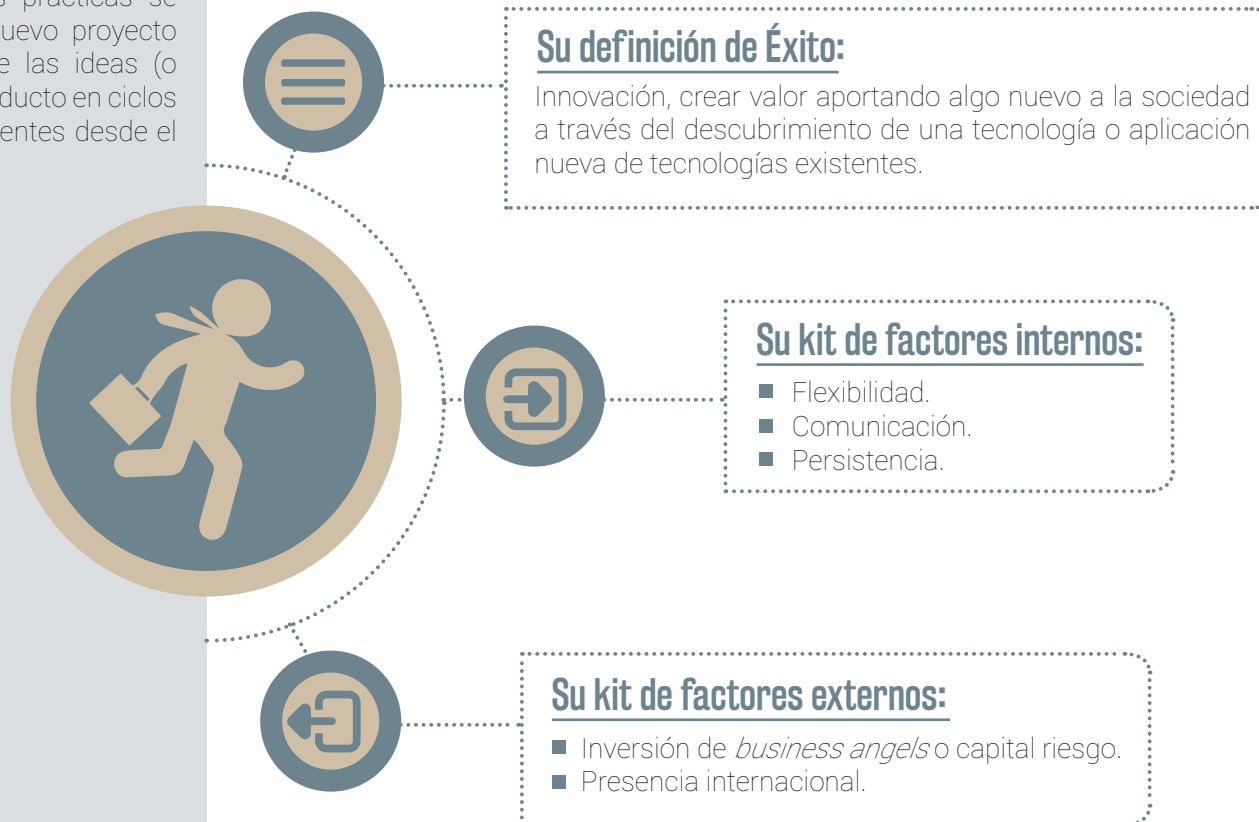 prácticas se
uevo proyecto
e las ideas (o
ducto en ciclos
entes desde el
Su definición de Éxito:
Innovación, crear valor aportando algo nuevo a la sociedad
a través del descubrimiento de una tecnología o aplicación
nueva de tecnologías existentes.
Su kit de factores internos:
Flexibilidad.
Comunicación.
Persistencia.
Su kit de factores externos:
Inversión de business angels o capital riesgo.
Presencia internacional.